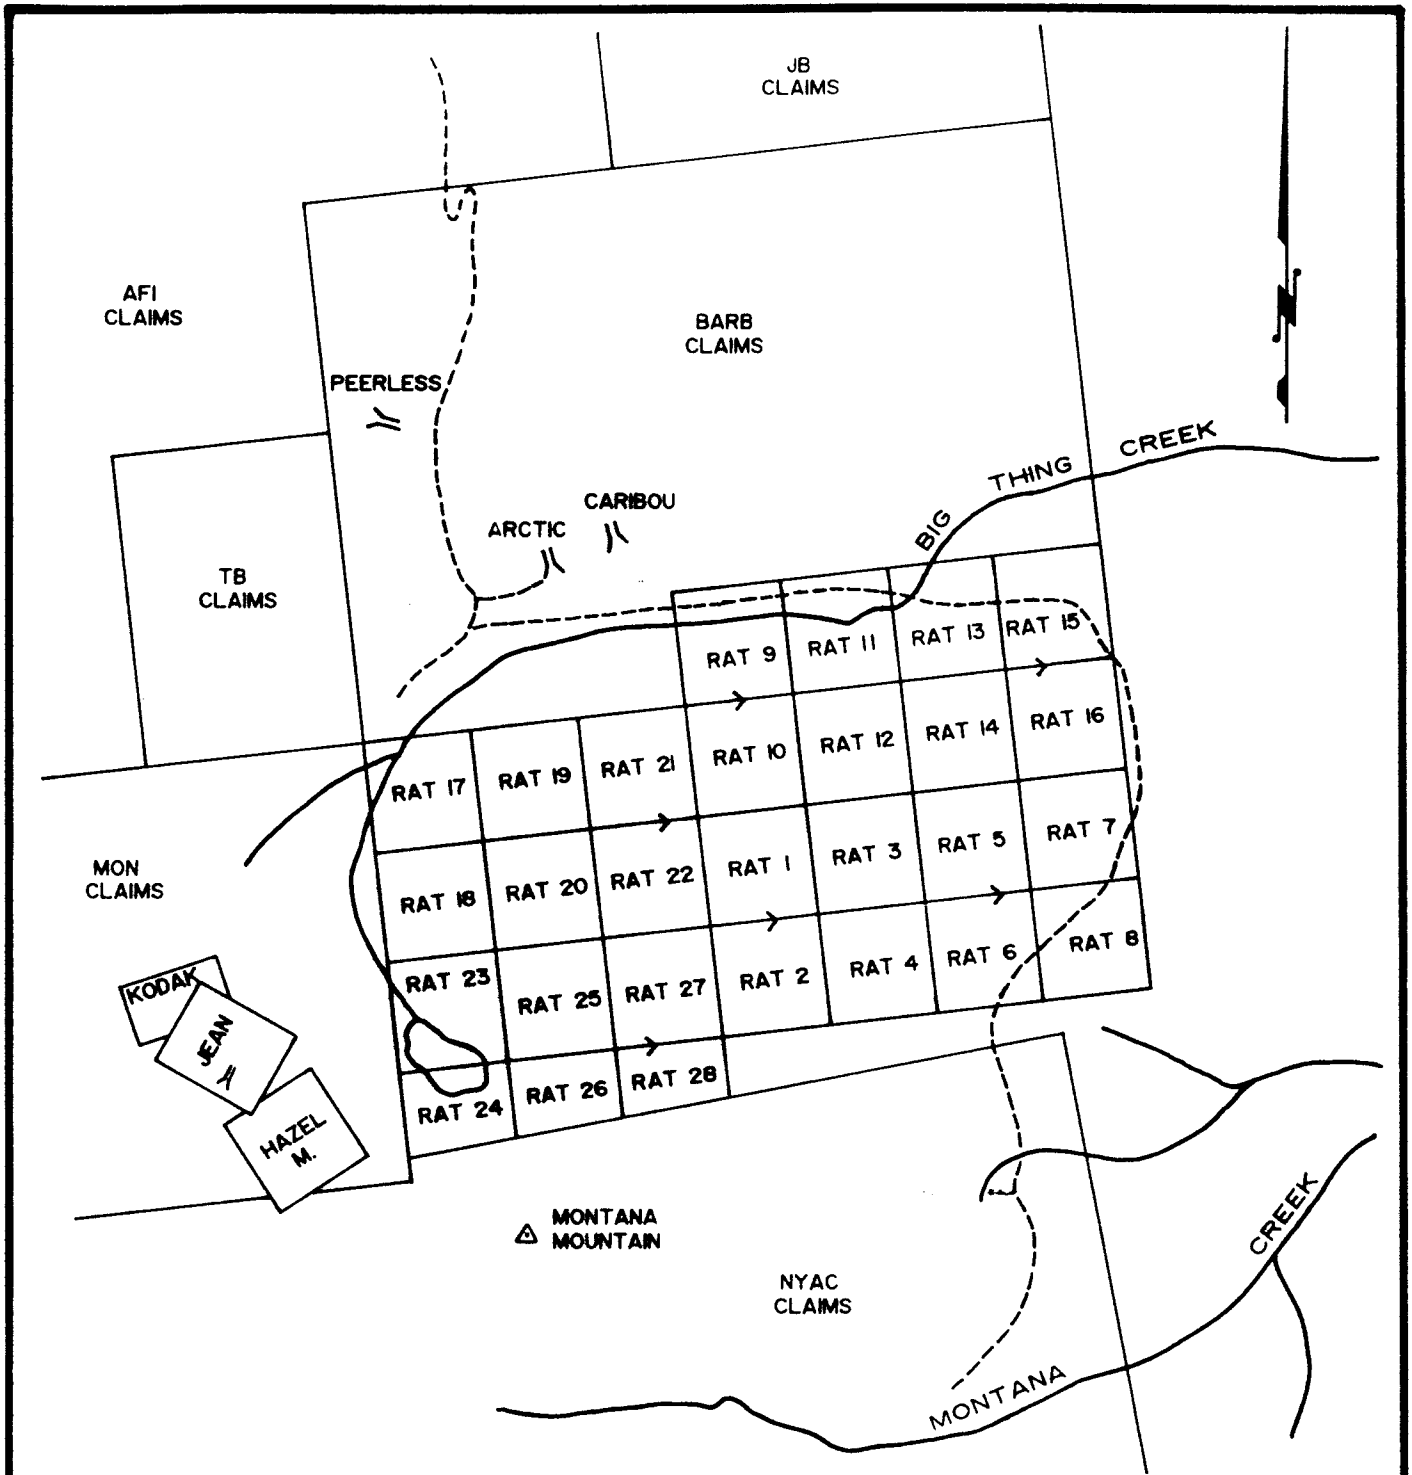 JB
CLAIMS
AFI
CLAIMS
BARB
CLAIMS
PEERLESS
BIG THING CREEK
CARIBOU
ARCTIC
TB
CLAIMS
RAT 9
RAT 11
RAT 13
RAT 15
RAT 17
RAT 19
RAT 21
RAT 10
RAT 12
RAT 14
RAT 16
MON
CLAIMS
RAT 18
RAT 20
RAT 22
RAT 1
RAT 3
RAT 5
RAT 7
RAT 23
RAT 25
RAT 27
RAT 2
RAT 4
RAT 6
RAT 8
KODAK
JEAN
HAZEL
M.
RAT 24
RAT 26
RAT 28
MONTANA
MOUNTAIN
NYAC
CLAIMS
MONTANA CREEK